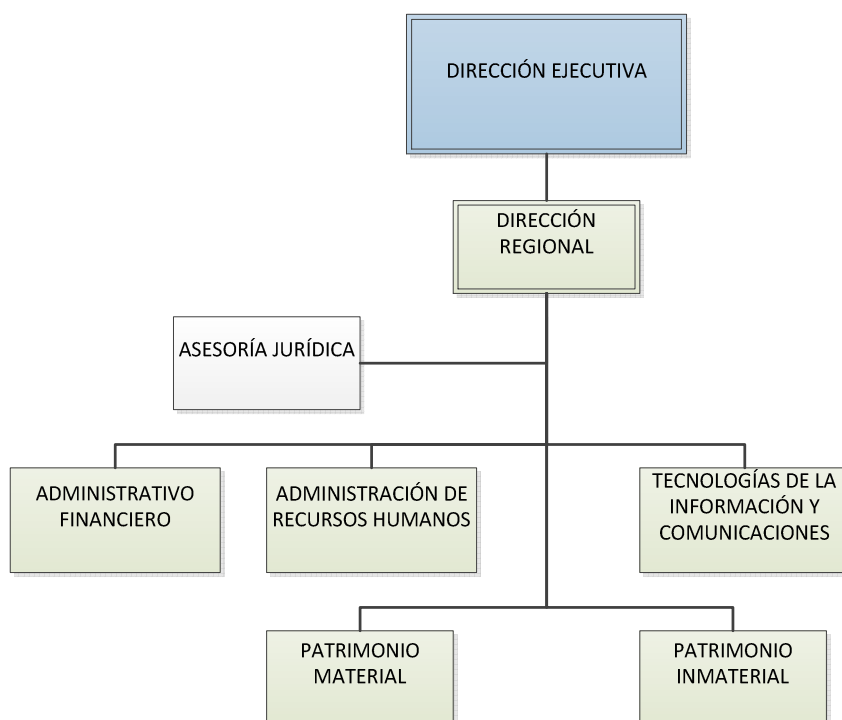 DIRECCIÓN EJECUTIVA
DIRECCIÓN
REGIONAL
ASESORÍA JURÍDICA
ADMINISTRATIVO
FINANCIERO
ADMINISTRACIÓN DE
RECURSOS HUMANOS
TECNOLOGÍAS DE LA
INFORMACIÓN Y
COMUNICACIONES
PATRIMONIO
MATERIAL
PATRIMONIO
INMATERIAL